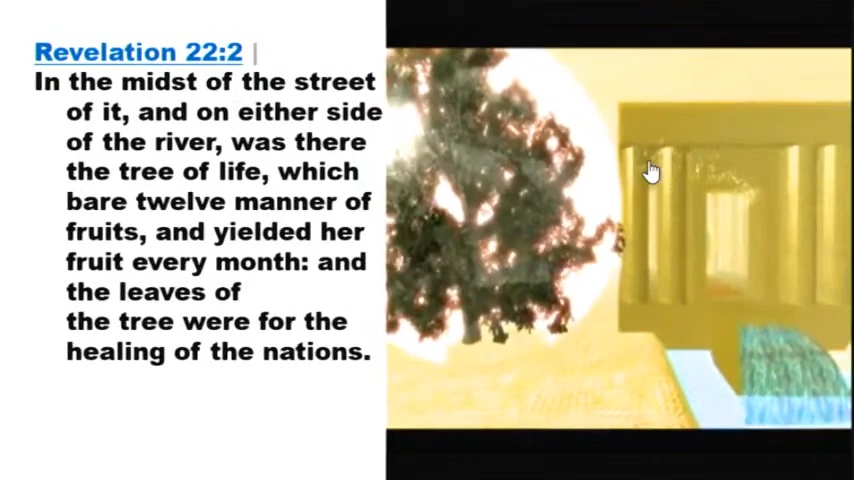 Revelation 22:2 |
In the midst of the street
of it, and on either side
of the river, was there
the tree of life, which
bare twelve manner of
fruits, and yielded her
fruit every month: and
the leaves of
the tree were for the
healing of the nations.